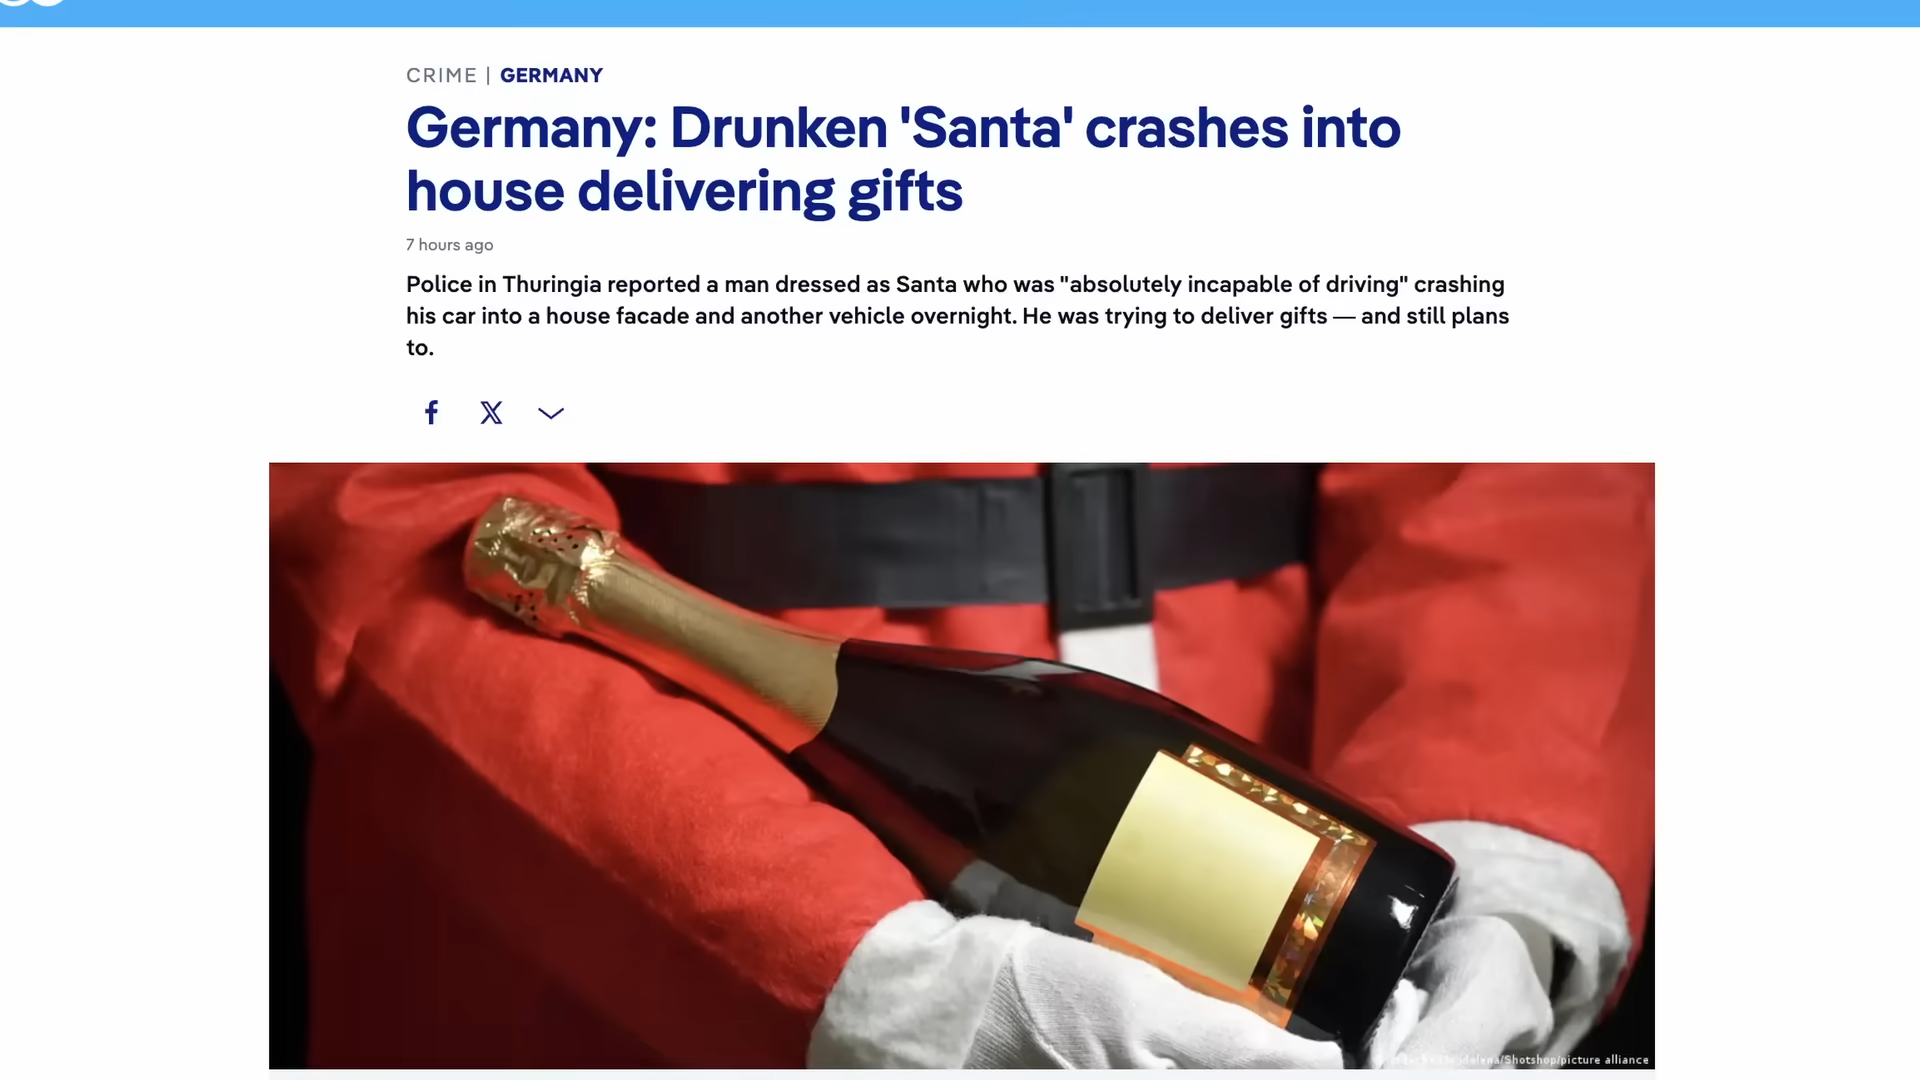 CRIME | GERMANY
Germany: Drunken 'Santa' crashes into
house delivering gifts
7 hours ago
Police in Thuringia reported a man dressed as Santa who was "absolutely incapable of driving" crashing
his car into a house facade and another vehicle overnight. He was trying to deliver gifts — and still plans
to.
/Shotshop/picture alliance